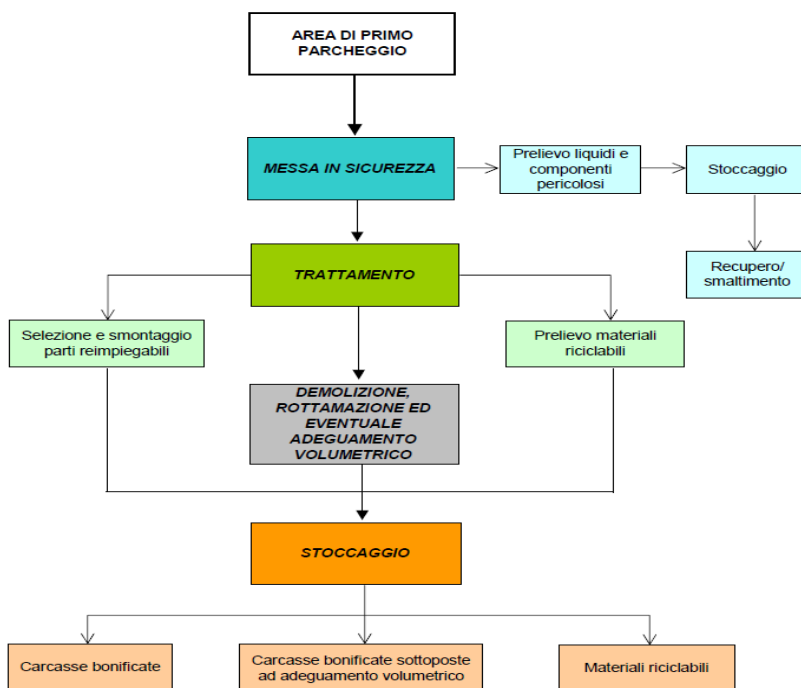 AREA DI PRIMO
PARCHEGGIO
MESSA IN SICUREZZA
Prelievo liquidi e
componenti
pericolosi
Stoccaggio
Recupero/
smaltimento
TRATTAMENTO
Selezione e smontaggio
parti reimpiegabili
Prelievo materiali
riciclabili
DEMOLIZIONE,
ROTTAMAZIONE ED
EVENTUALE
ADEGUAMENTO
VOLUMETRICO
STOCCAGGIO
Carcasse bonificate
Carcasse bonificate sottoposte
ad adeguamento volumetrico
Materiali riciclabili